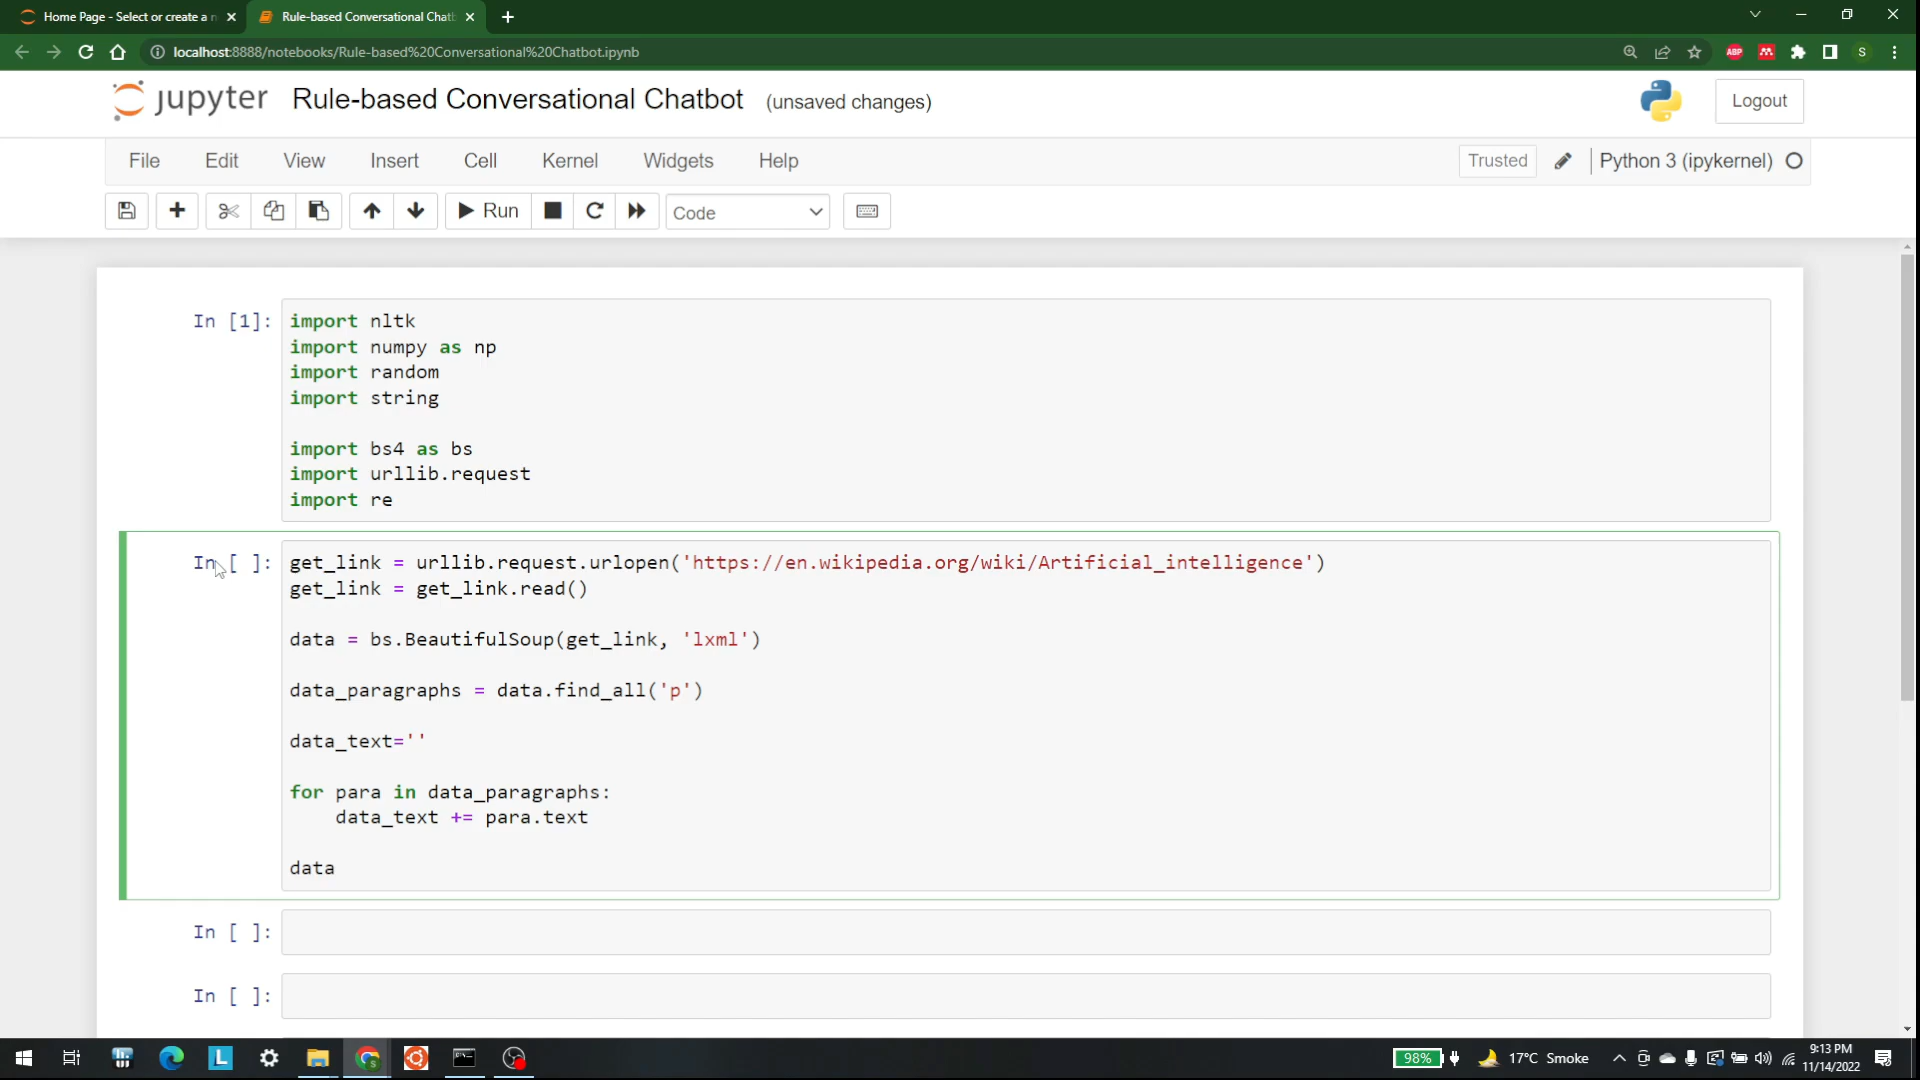 Home Page - Select or create a n
Rule-based Conversational Chatb
localhost:8888/notebooks/Rule-based%20Conversational%20Chatbot.ipynb
ABP
S
jupyter Rule-based Conversational Chatbot (unsaved changes)
Logout
File Edit View Insert Cell Kernel Widgets Help
Trusted
Python 3 (ipykernel)
Run
Code
In [1]:
import nltk
import numpy as np
import random
import string
import bs4 as bs
import urllib.request
import re
In [ ]:
get_link = urllib.request.urlopen('https://en.wikipedia.org/wiki/Artificial_intelligence')
get_link = get_link.read()
data = bs.BeautifulSoup(get_link, 'lxml')
data_paragraphs = data.find_all('p')
data_text=''
for para in data_paragraphs:
    data_text += para.text
data
In [ ]:
In [ ]:
L
98%
17°C Smoke
9:13 PM
11/14/2022